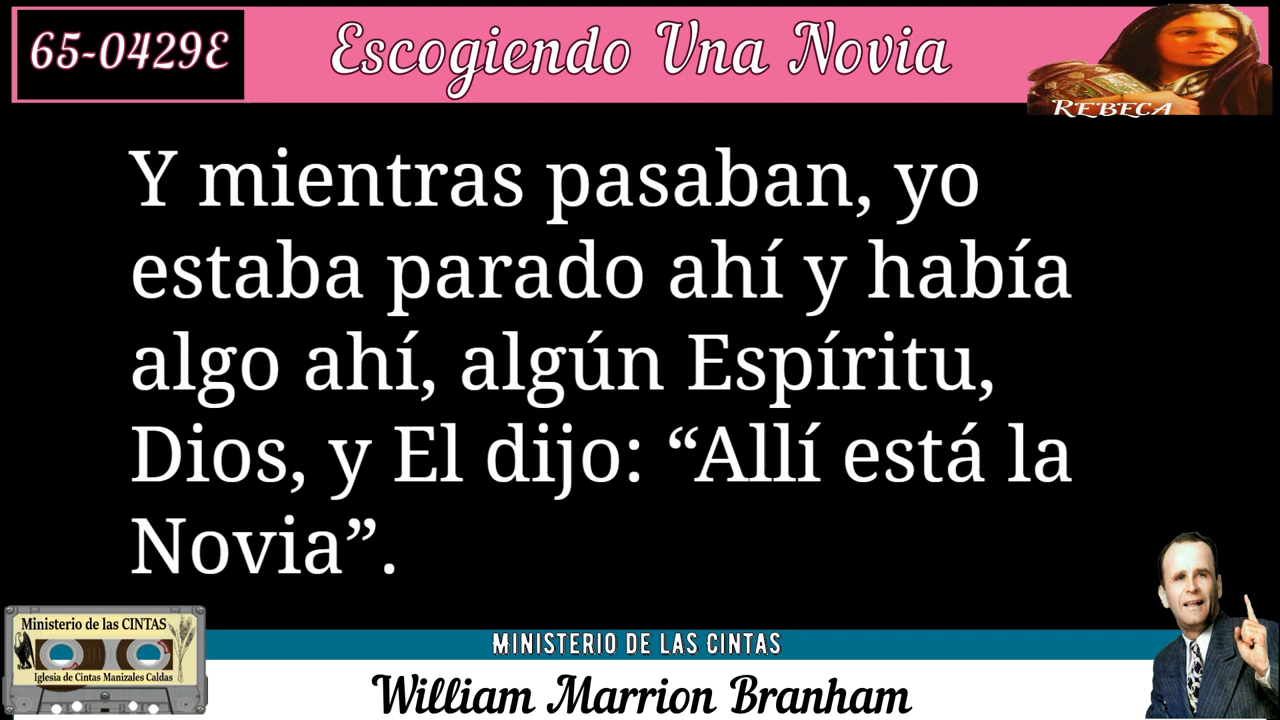 65-0429E
Escogiendo Una Novia
REBECA
Y mientras pasaban, yo
estaba parado ahí y había
algo ahí, algún Espíritu,
Dios, y El dijo: “Allí está la
Novia”.
Ministerio de las CINTAS
Iglesia de Cintas Manizales Caldas
MINISTERIO DE LAS CINTAS
William Marrion Branham